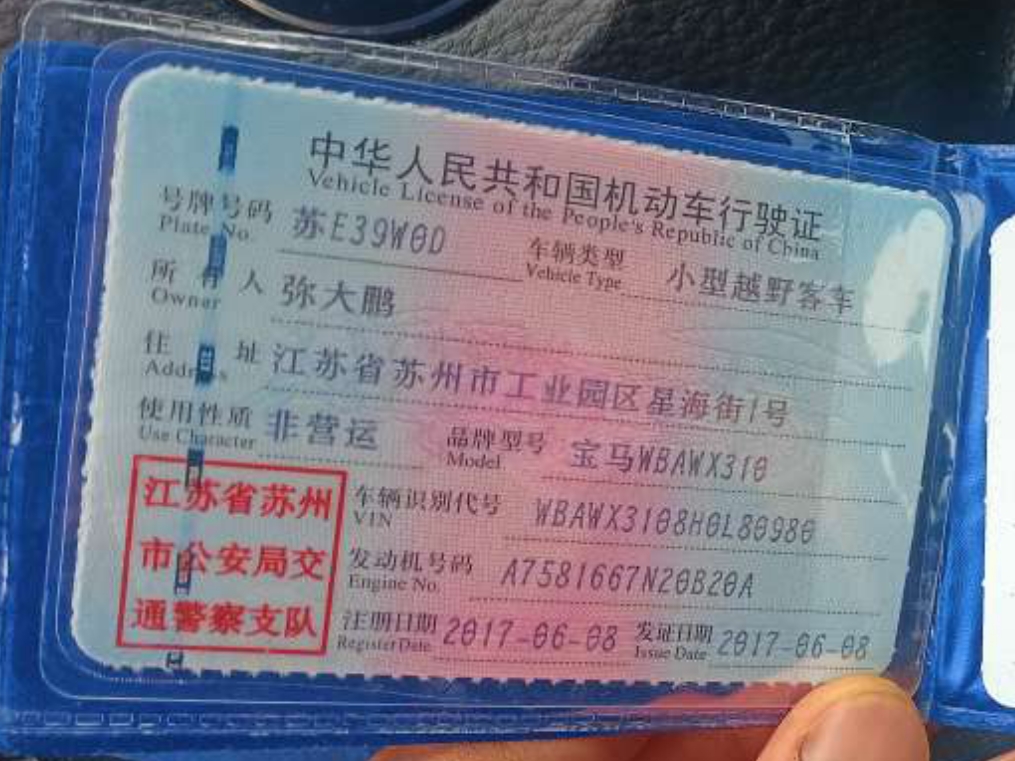 中华人民共和国机动车行驶证
Vehicle License of the People's Republic of China
号牌号码 苏E39W0D 车辆类型 小型越野客车
Plate No. Vehicle Type
所有人 弥大鹏
Owner
住址 江苏省苏州市工业园区星海街1号
Address
使用性质 非营运 品牌型号 宝马WBAWX310
Use Character Model
江苏省苏州
市公安局交
通警察支队
车辆识别代号 WBAWX3108H0L80980
VIN
发动机号码 A7581667N20B20A
Engine No.
注册日期 2017-06-08 发证日期 2017-06-08
Register Date Issue Date